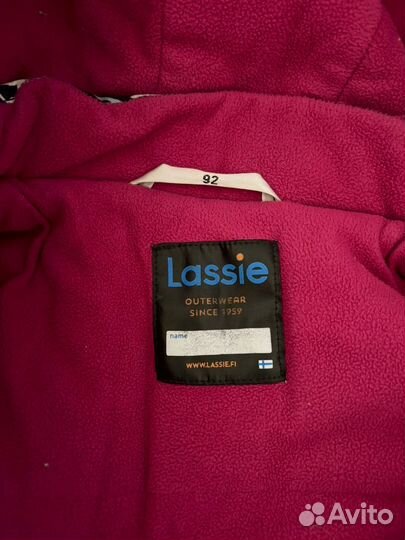 92
Lassie
OUTERWEAR
SINCE 1959
name
WWW.LASSIE.FI
Avito